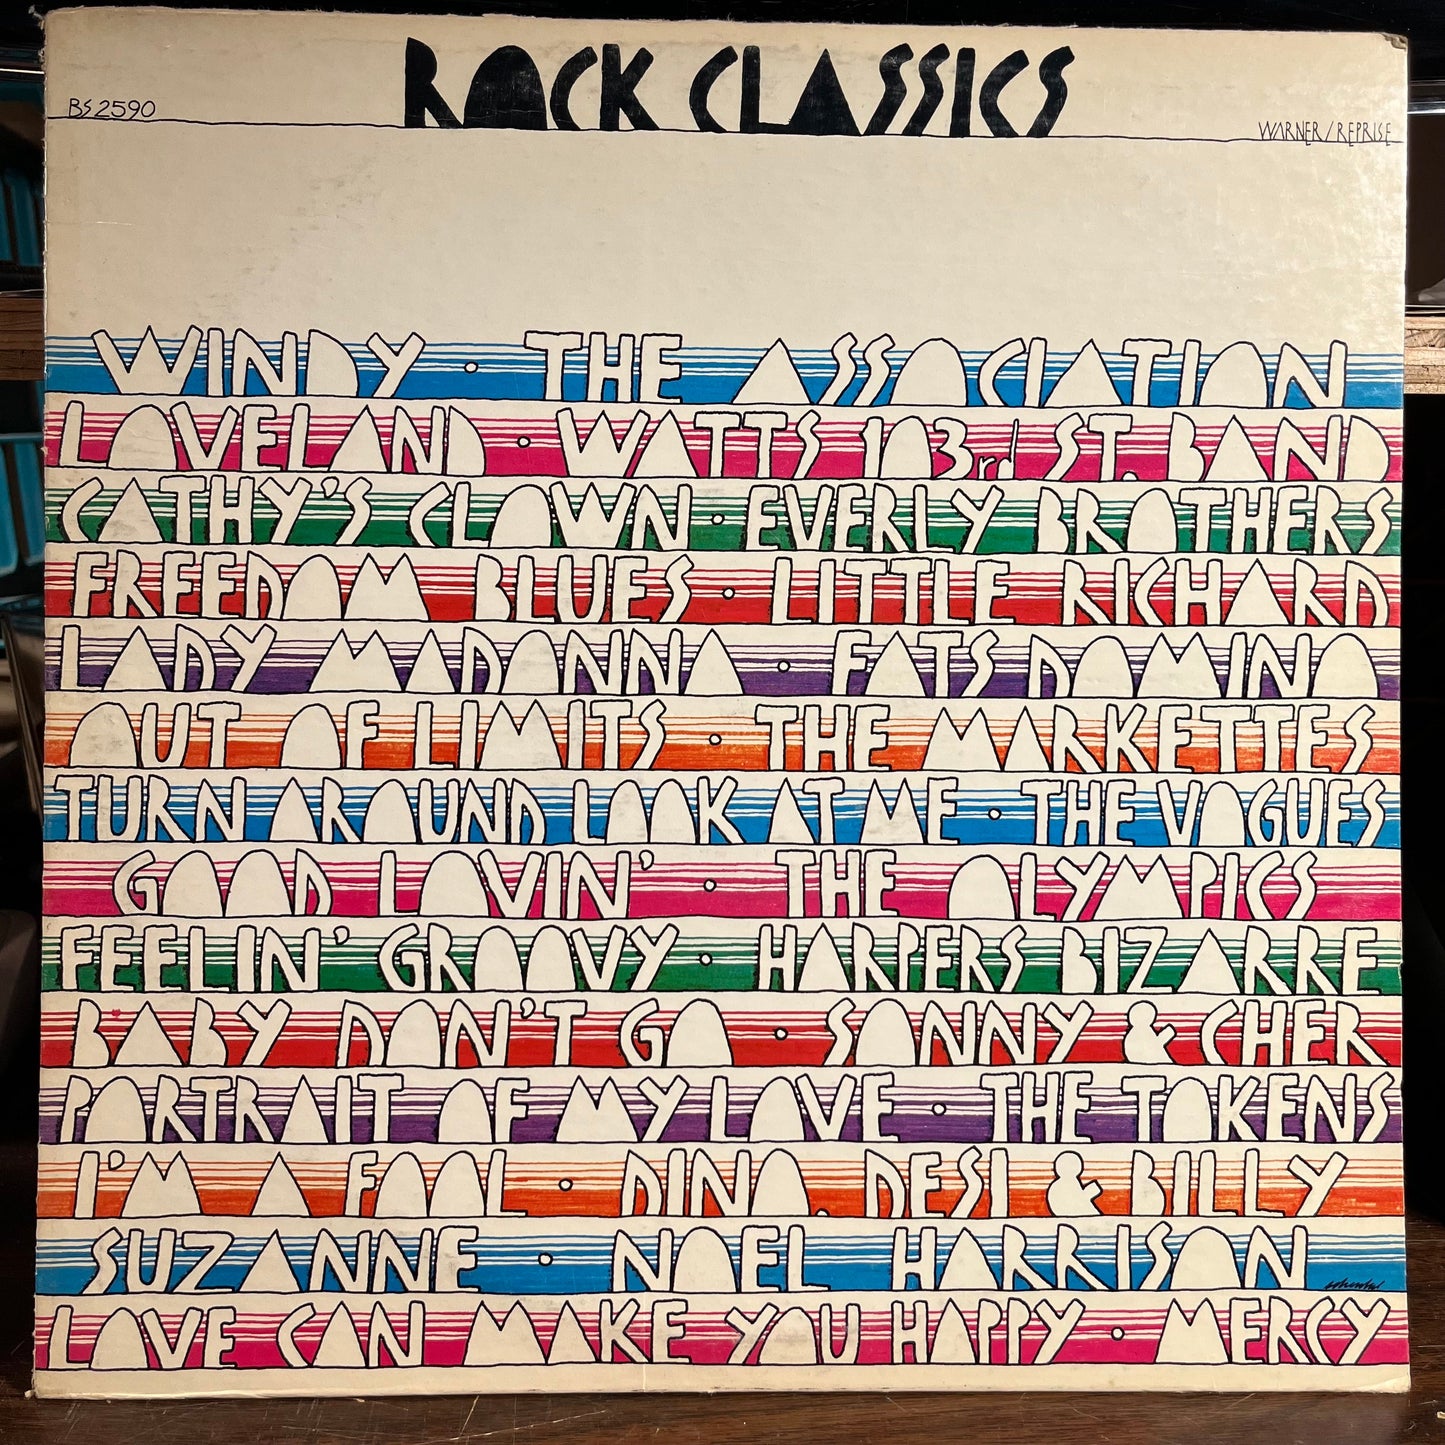 ROCK CLASSICS
BS 2590
WARNER/REPRISE
WINDY · THE ASSOCIATION
LOVELAND · WATTS 103rd ST. BAND
CATHY'S CLOWN · EVERLY BROTHERS
FREEDOM BLUES · LITTLE RICHARD
LADY MADONNA · FATS DOMINO
OUT OF LIMITS · THE MARKETTES
TURN AROUND LOOK AT ME · THE VOGUES
GOOD LOVIN' · THE OLYMPICS
FEELIN' GROOVY · HARPERS BIZARRE
BABY DON'T GO · SONNY & CHER
PORTRAIT OF MY LOVE · THE TOKENS
I'M A FOOL · DINO, DESI & BILLY
SUZANNE · NOEL HARRISON
LOVE CAN MAKE YOU HAPPY · MERCY